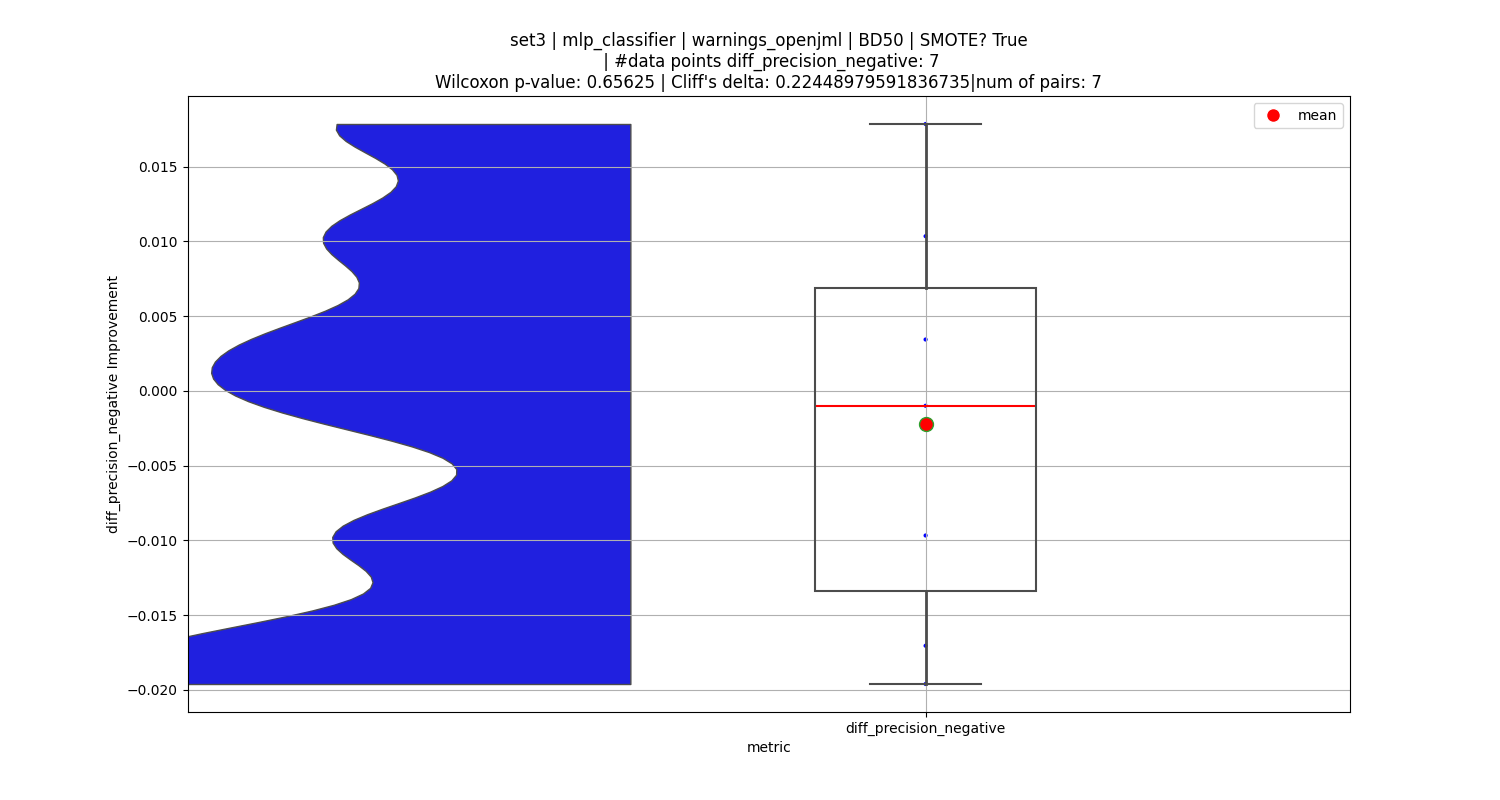 set3 | mlp_classifier | warnings_openjml | BD50 | SMOTE? True
| #data points diff_precision_negative: 7
Wilcoxon p-value: 0.65625 | Cliff's delta: 0.22448979591836735|num of pairs: 7
mean
0.015
0.010
0.005
0.000
−0.005
−0.010
−0.015
−0.020
diff_precision_negative Improvement
diff_precision_negative
metric